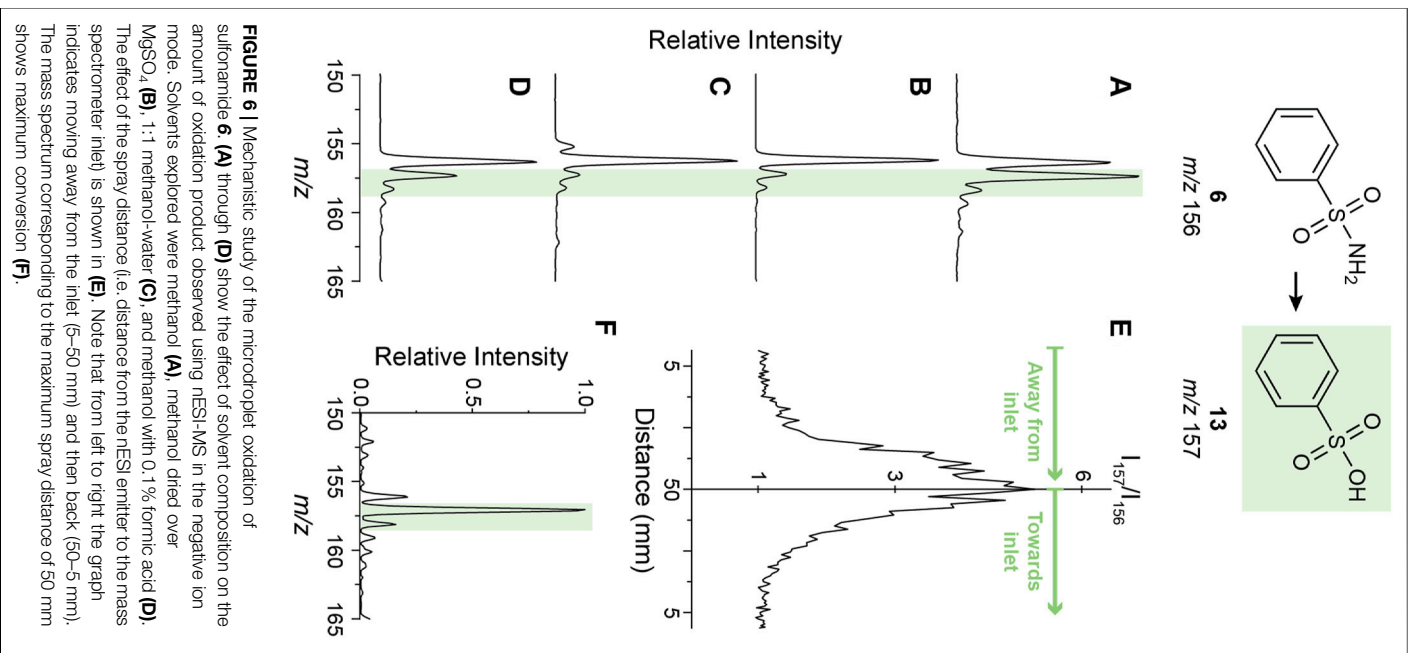 O
O
S
NH₂
6
m/z 156
O
O
S
OH
13
m/z 157
Relative Intensity
A
B
C
D
150 155 160 165
m/z
E
I157/I156
Away from
inlet
Towards
inlet
6
3
1
5 50 5
Distance (mm)
F
Relative Intensity
1.0
0.5
0.0
150 155 160 165
m/z
FIGURE 6 | Mechanistic study of the microdroplet oxidation of
sulfonamide 6. (A) through (D) show the effect of solvent composition on the
amount of oxidation product observed using nESI-MS in the negative ion
mode. Solvents explored were methanol (A), methanol dried over
MgSO₄ (B), 1:1 methanol-water (C), and methanol with 0.1% formic acid (D).
The effect of the spray distance (i.e. distance from the nESI emitter to the mass
spectrometer inlet) is shown in (E). Note that from left to right the graph
indicates moving away from the inlet (5–50 mm) and then back (50–5 mm).
The mass spectrum corresponding to the maximum spray distance of 50 mm
shows maximum conversion (F).